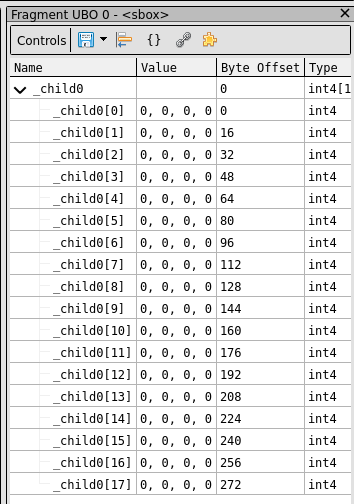 Fragment UBO 0 - <sbox>
Controls {}
Name Value Byte Offset Type
_child0 0 int4[1
_child0[0] 0, 0, 0, 0 0 int4
_child0[1] 0, 0, 0, 0 16 int4
_child0[2] 0, 0, 0, 0 32 int4
_child0[3] 0, 0, 0, 0 48 int4
_child0[4] 0, 0, 0, 0 64 int4
_child0[5] 0, 0, 0, 0 80 int4
_child0[6] 0, 0, 0, 0 96 int4
_child0[7] 0, 0, 0, 0 112 int4
_child0[8] 0, 0, 0, 0 128 int4
_child0[9] 0, 0, 0, 0 144 int4
_child0[10] 0, 0, 0, 0 160 int4
_child0[11] 0, 0, 0, 0 176 int4
_child0[12] 0, 0, 0, 0 192 int4
_child0[13] 0, 0, 0, 0 208 int4
_child0[14] 0, 0, 0, 0 224 int4
_child0[15] 0, 0, 0, 0 240 int4
_child0[16] 0, 0, 0, 0 256 int4
_child0[17] 0, 0, 0, 0 272 int4